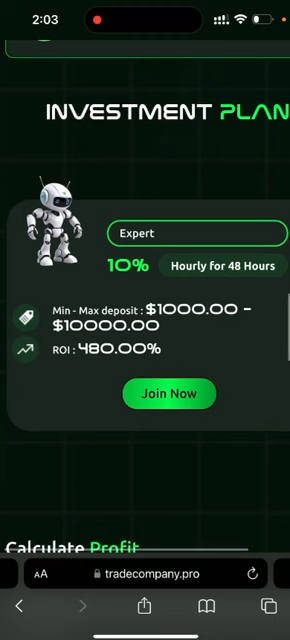 2:03
INVESTMENT PLAN
Expert
10% Hourly for 48 Hours
Min - Max deposit : $1000.00 -
$10000.00
ROI : 480.00%
Join Now
Calculate Profit
AA tradecompany.pro